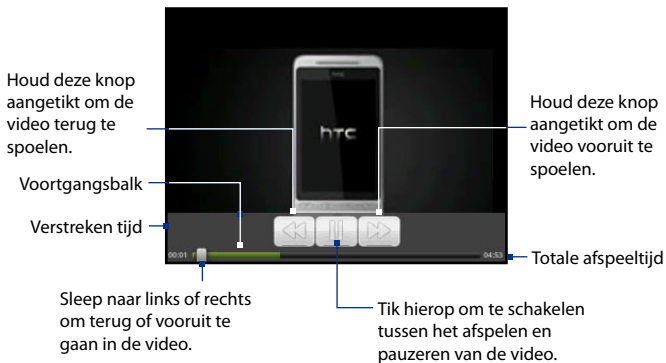 Houd deze knop
aangetikt om de
video terug te
spoelen.
Voortgangsbalk
Verstreken tijd
htc
Houd deze knop
aangetikt om de
video vooruit te
spoelen.
00:01
04:53
Totale afspeeltijd
Sleep naar links of rechts
om terug of vooruit te
gaan in de video.
Tik hierop om te schakelen
tussen het afspelen en
pauzeren van de video.